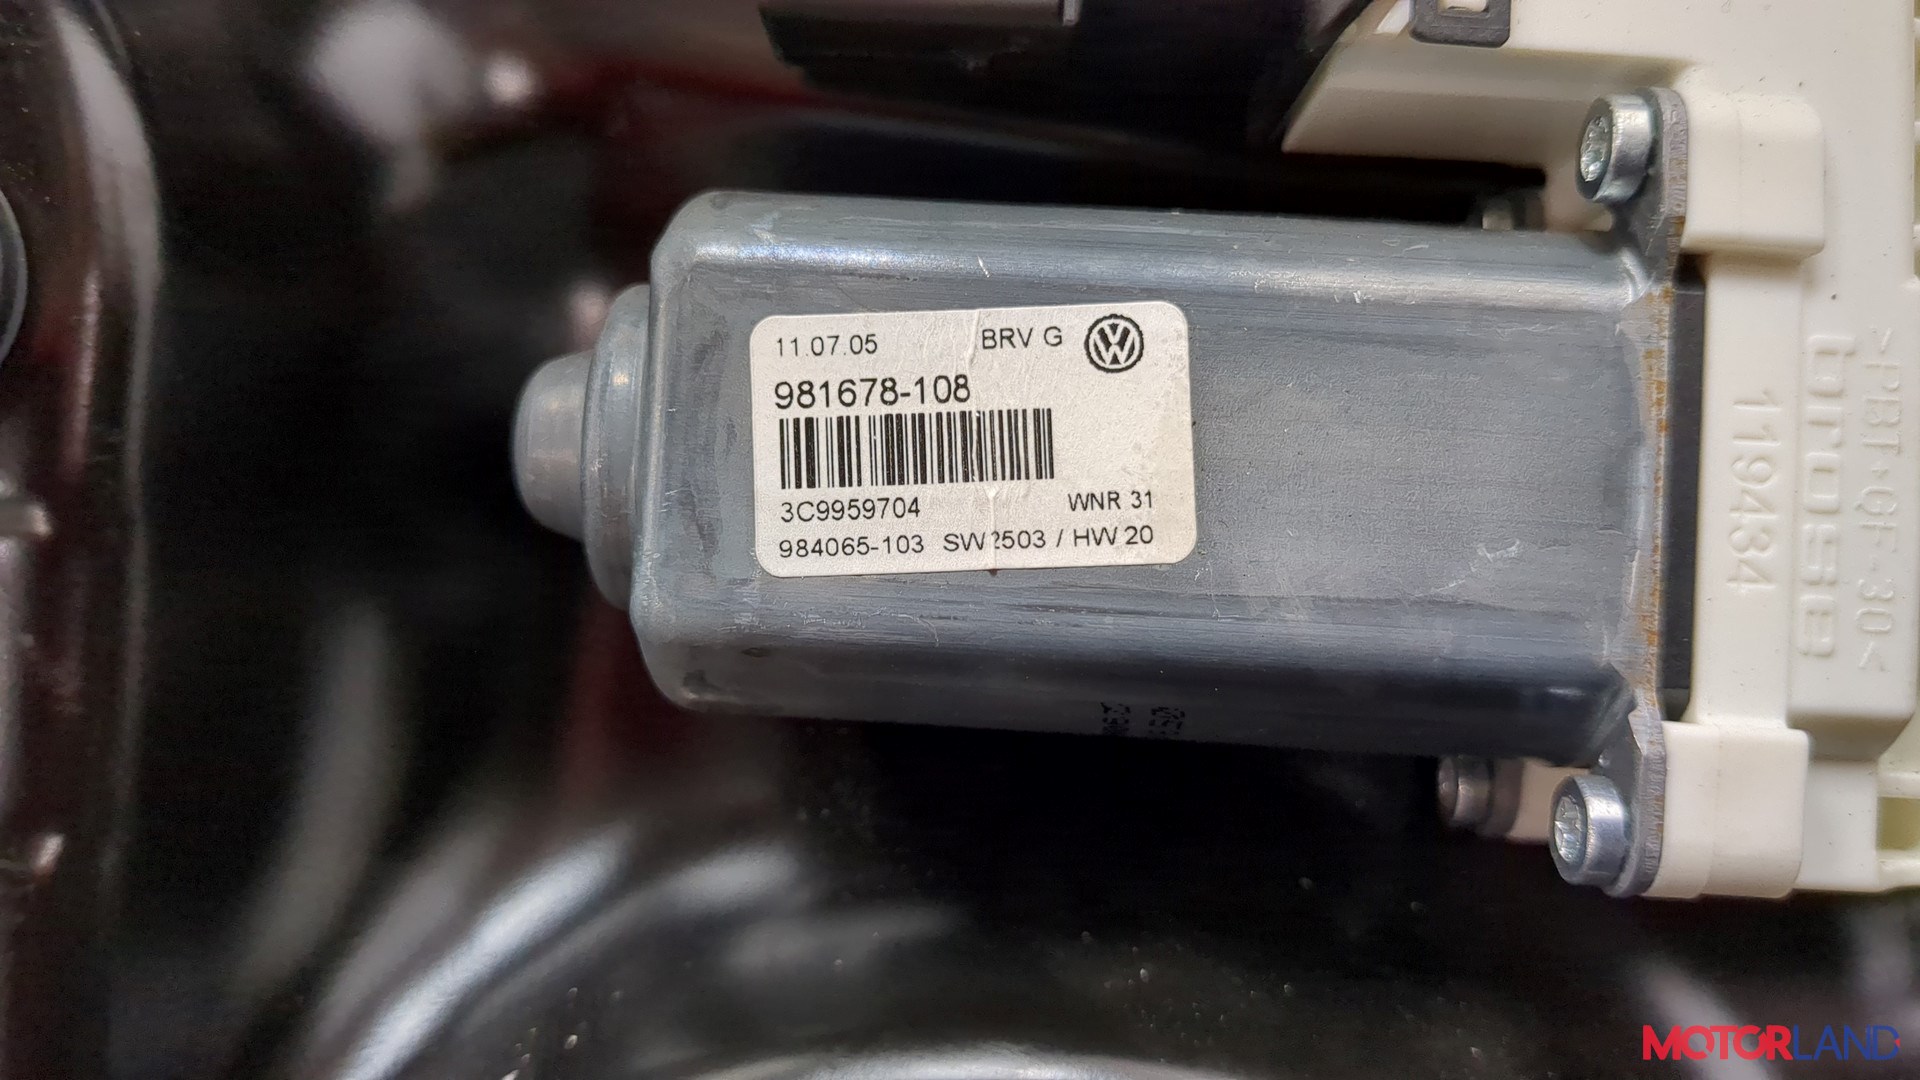 11.07.05 BRV G
981678-108
3C9959704 WNR 31
984065-103 SW2503 / HW 20
119434
brose
>PBT+GF-30<
MOTORLAND